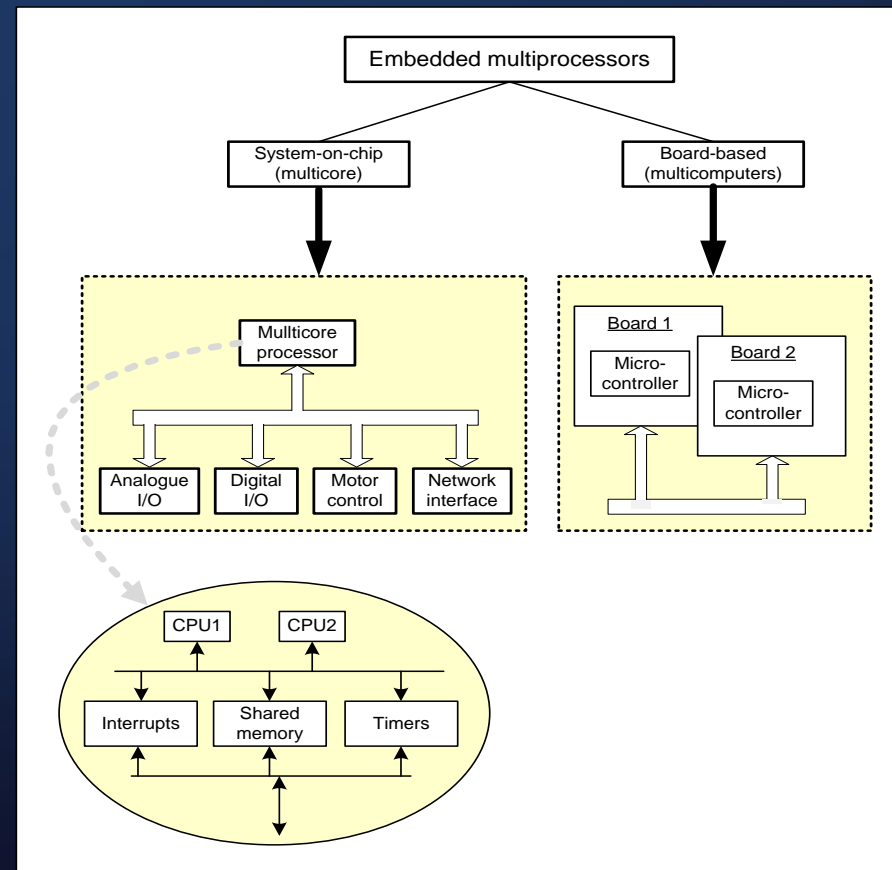 Embedded multiprocessors
System-on-chip
(multicore)
Board-based
(multicomputers)
Mullticore
processor
Analogue
I/O
Digital
I/O
Motor
control
Network
interface
Board 1
Micro-
controller
Board 2
Micro-
controller
CPU1
CPU2
Interrupts
Shared
memory
Timers